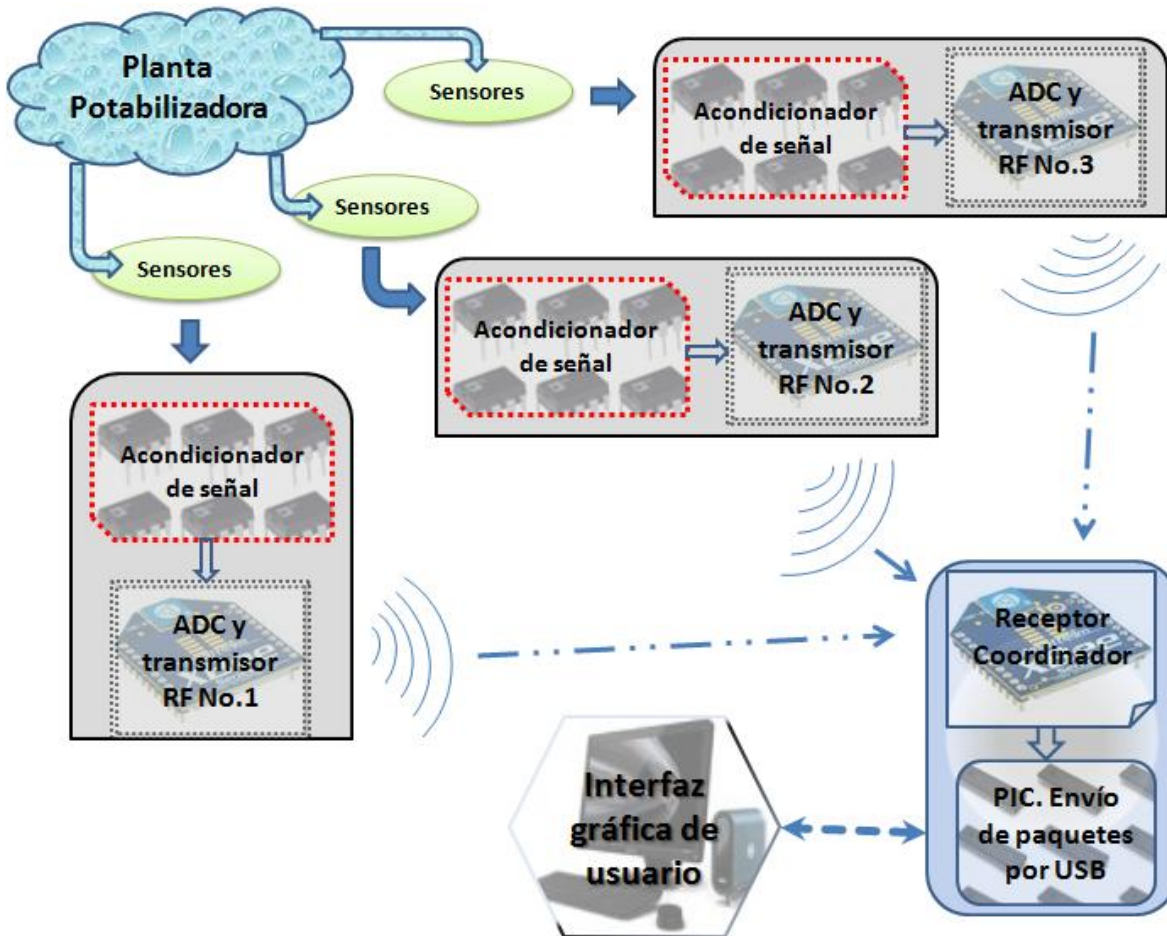 Planta
Potabilizadora
Sensores
Acondicionador
de señal
ADC y
transmisor
RF No.3
Sensores
Sensores
Acondicionador
de señal
ADC y
transmisor
RF No.2
Acondicionador
de señal
ADC y
transmisor
RF No.1
Receptor
Coordinador
PIC. Envío
de paquetes
por USB
Interfaz
gráfica de
usuario